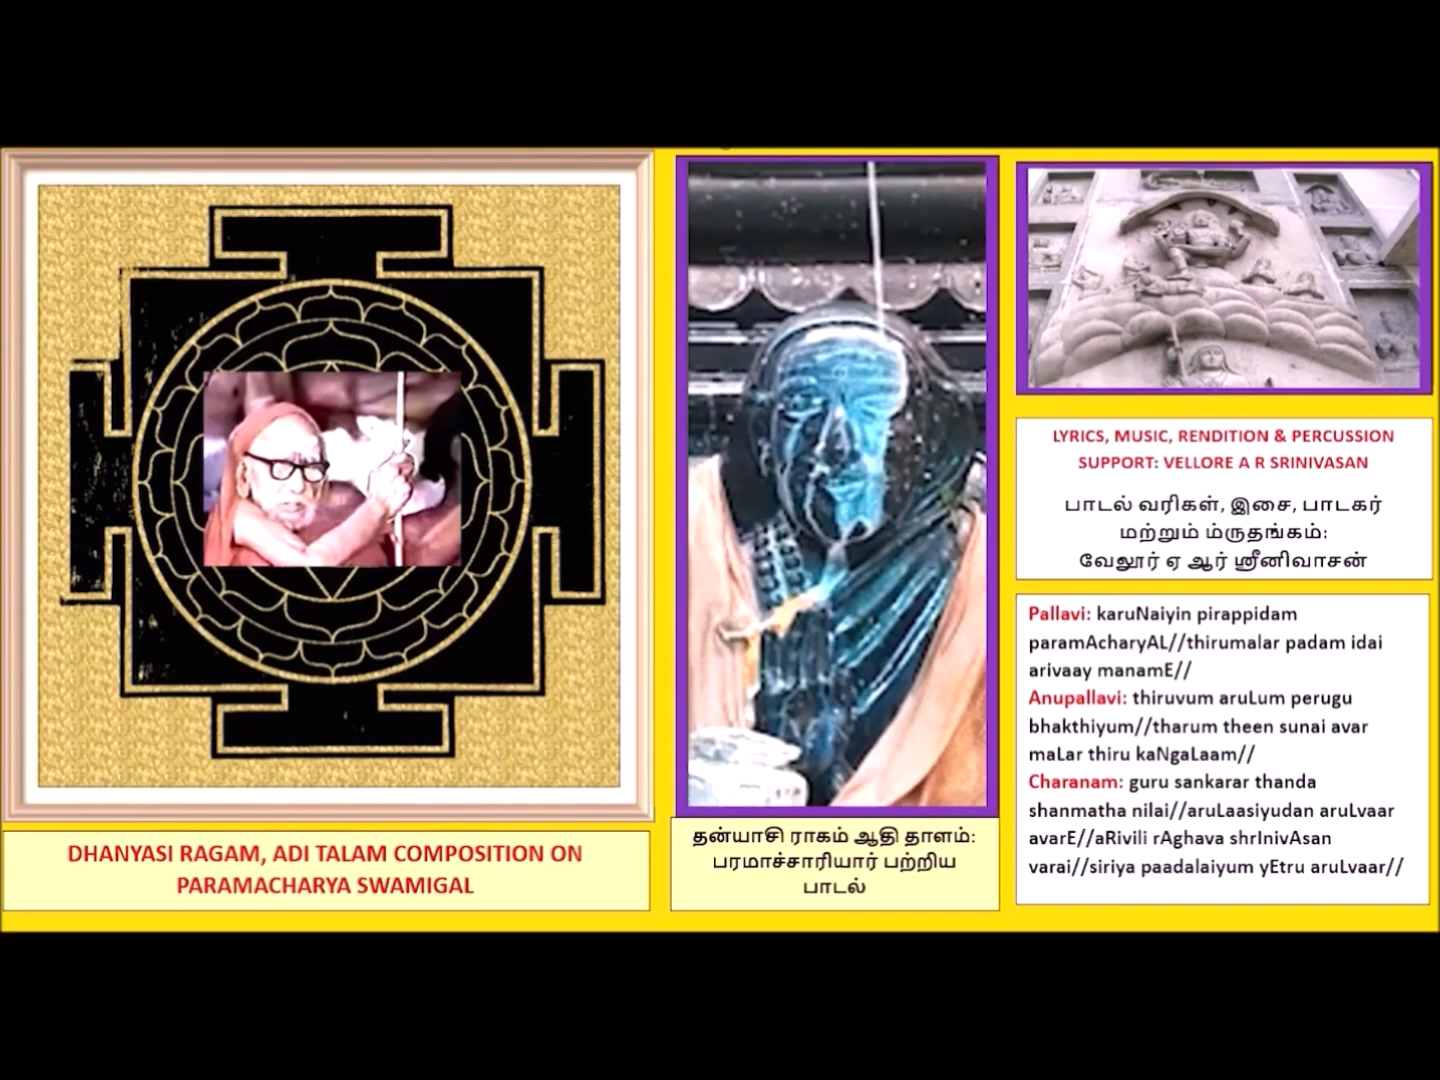 DHANYASI RAGAM, ADI TALAM COMPOSITION ON
PARAMACHARYA SWAMIGAL
தன்யாசி ராகம் ஆதி தாளம்:
பரமாச்சாரியார் பற்றிய
பாடல்
LYRICS, MUSIC, RENDITION & PERCUSSION
SUPPORT: VELLORE A R SRINIVASAN
பாடல் வரிகள், இசை, பாடகர்
மற்றும் ம்ருதங்கம்:
வேலூர் ஏ ஆர் ஸ்ரீனிவாசன்
Pallavi: karuNaiyin pirappidam
paramAcharyAL//thirumalar padam idai
arivaay manamE//
Anupallavi: thiruvum aruLum perugu
bhakthiyum//tharum theen sunai avar
maLar thiru kaNgaLaam//
Charanam: guru sankarar thanda
shanmatha nilai//aruLaasiyudan aruLvaar
avarE//aRivili rAghava shrInivAsan
varai//siriya paadalaiyum yEtru aruLvaar//